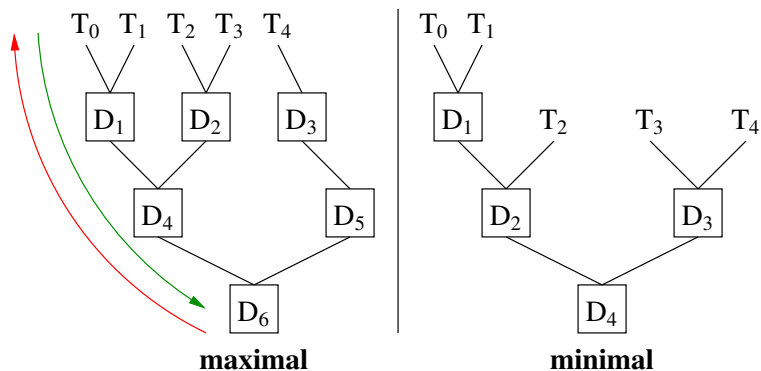 T0 T1 T2 T3 T4 T0 T1
D1 D2 D3 D1 T2 T3 T4
D4 D5 D2 D3
D6 D4
maximal minimal